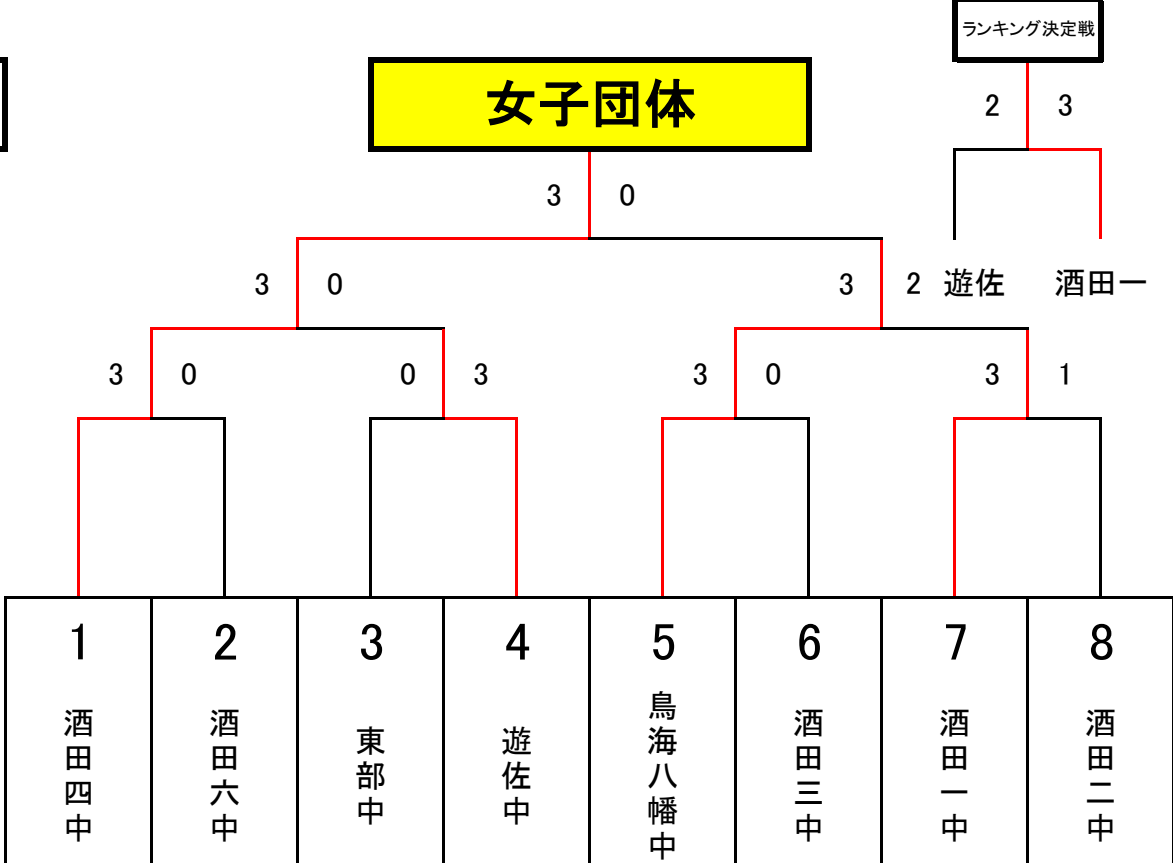 ランキング決定戦
女子団体
2 3
3 0
3 0
3 2 遊佐 酒田一
3 0
0 3
3 0
3 1
1 2 3 4 5 6 7 8
酒田四中
酒田六中
東部中
遊佐中
鳥海八幡中
酒田三中
酒田一中
酒田二中